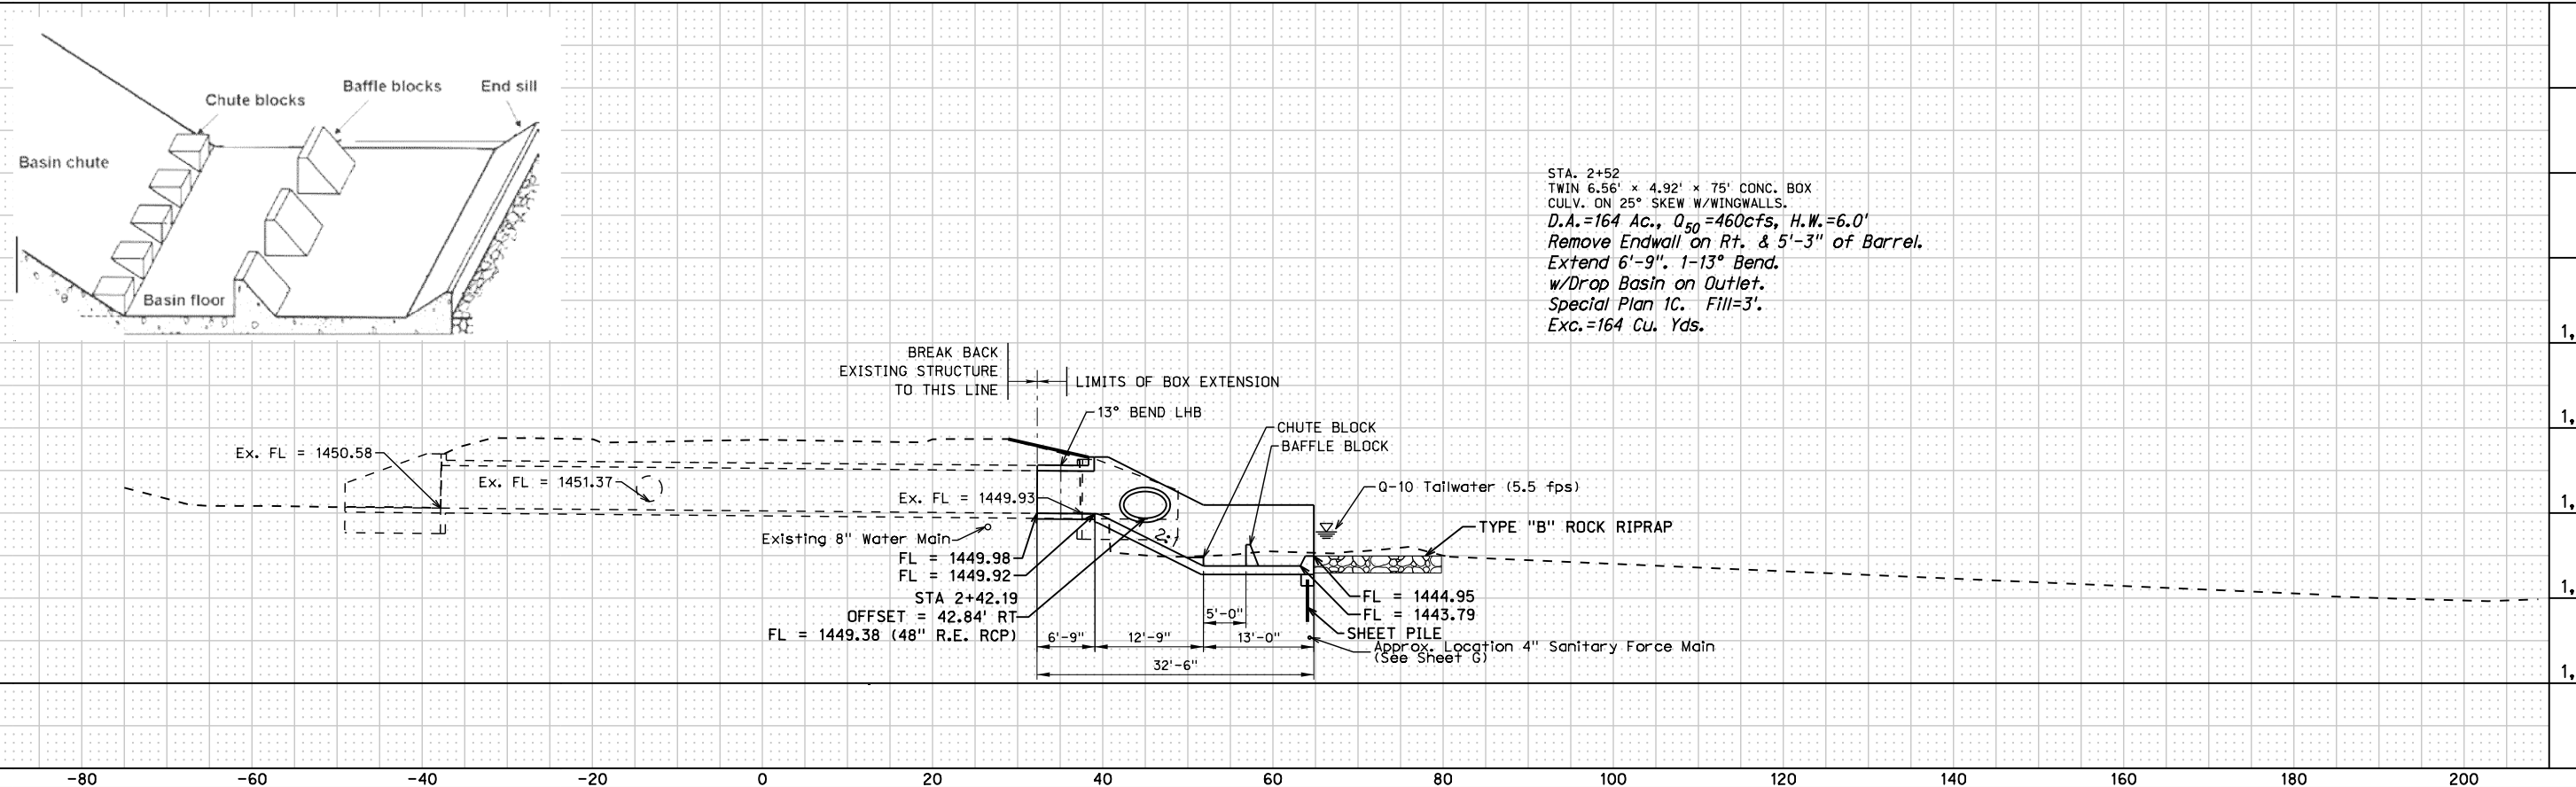 Chute blocks
Baffle blocks
End sill
Basin chute
Basin floor
STA. 2+52
TWIN 6.56' × 4.92' × 75' CONC. BOX
CULV. ON 25° SKEW W/WINGWALLS.
D.A.=164 Ac., Q50=460cfs, H.W.=6.0'
Remove Endwall on Rt. & 5'-3" of Barrel.
Extend 6'-9". 1-13° Bend.
w/Drop Basin on Outlet.
Special Plan 1C. Fill=3'.
Exc.=164 Cu. Yds.
BREAK BACK
EXISTING STRUCTURE
TO THIS LINE
LIMITS OF BOX EXTENSION
13° BEND LHB
CHUTE BLOCK
BAFFLE BLOCK
Ex. FL = 1450.58
Ex. FL = 1451.37
Ex. FL = 1449.93
Q-10 Tailwater (5.5 fps)
TYPE "B" ROCK RIPRAP
Existing 8" Water Main
2:
FL = 1449.98
FL = 1449.92
STA 2+42.19
OFFSET = 42.84' RT
FL = 1449.38 (48" R.E. RCP)
FL = 1444.95
FL = 1443.79
SHEET PILE
Approx. Location 4" Sanitary Force Main
(See Sheet G)
5'-0"
6'-9"
12'-9"
13'-0"
32'-6"
1,
1,
1,
1,
1,
-80 -60 -40 -20 0 20 40 60 80 100 120 140 160 180 200